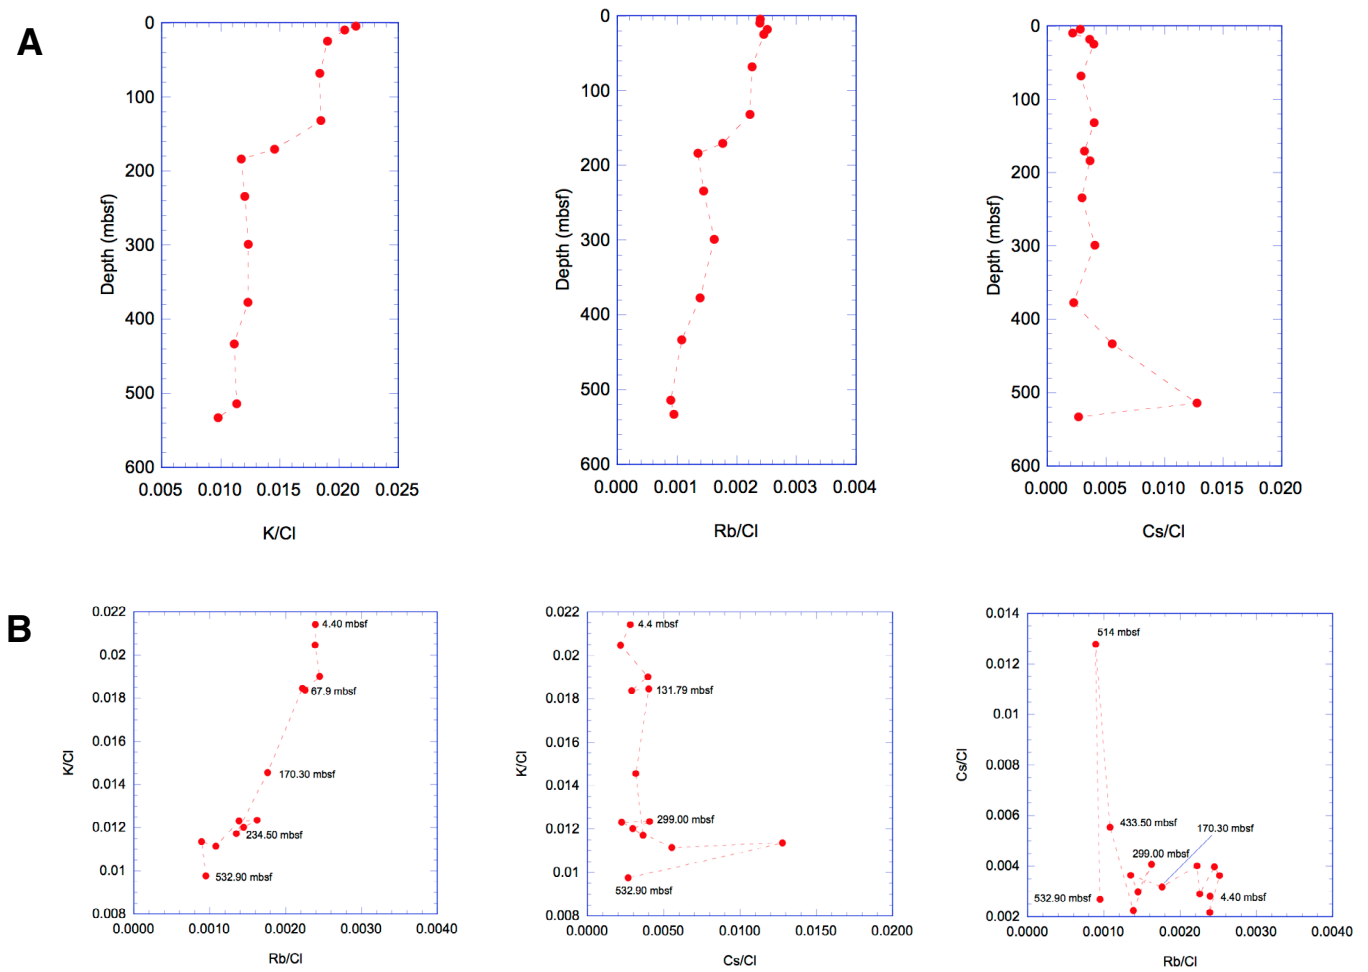 A
0
100
200
300
400
500
600
Depth (mbsf)
0.005 0.010 0.015 0.020 0.025
K/Cl
0
100
200
300
400
500
600
Depth (mbsf)
0.000 0.001 0.002 0.003 0.004
Rb/Cl
0
100
200
300
400
500
600
Depth (mbsf)
0.000 0.005 0.010 0.015 0.020
Cs/Cl
B
0.022
0.02
0.018
0.016
0.014
0.012
0.01
0.008
K/Cl
4.40 mbsf
67.9 mbsf
170.30 mbsf
234.50 mbsf
532.90 mbsf
0.0000 0.0010 0.0020 0.0030 0.0040
Rb/Cl
0.022
0.02
0.018
0.016
0.014
0.012
0.01
0.008
K/Cl
4.4 mbsf
131.79 mbsf
299.00 mbsf
532.90 mbsf
0.0000 0.0050 0.0100 0.0150 0.0200
Cs/Cl
0.014
0.012
0.01
0.008
0.006
0.004
0.002
Cs/Cl
514 mbsf
433.50 mbsf
170.30 mbsf
299.00 mbsf
532.90 mbsf
4.40 mbsf
0.0000 0.0010 0.0020 0.0030 0.0040
Rb/Cl